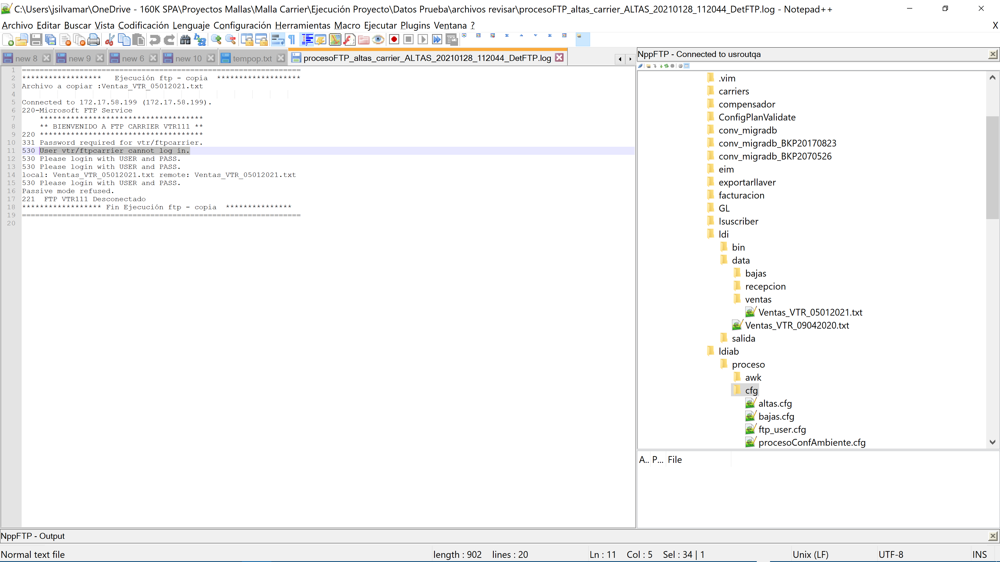 C:\Users\jsilvamar\OneDrive - 160K SPA\Proyectos Mallas\Malla Carrier\Ejecución Proyecto\Datos Prueba\archivos revisar\procesoFTP_altas_carrier_ALTAS_20210128_112044_DetFTP.log - Notepad++
Archivo Editar Buscar Vista Codificación Lenguaje Configuración Herramientas Macro Ejecutar Plugins Ventana ? X
new 8 new 9 new 6 new 10 tempop.txt procesoFTP_altas_carrier_ALTAS_20210128_112044_DetFTP.log
1 ===============================================================
2 ****************** Ejecución ftp - copia *******************
3 Archivo a copiar :Ventas_VTR_05012021.txt
4
5 Connected to 172.17.58.199 (172.17.58.199).
6 220-Microsoft FTP Service
7 *************************************
8 ** BIENVENIDO A FTP CARRIER VTR111 **
9 220 *************************************
10 331 Password required for vtr/ftpcarrier.
11 530 User vtr/ftpcarrier cannot log in.
12 530 Please login with USER and PASS.
13 530 Please login with USER and PASS.
14 local: Ventas_VTR_05012021.txt remote: Ventas_VTR_05012021.txt
15 530 Please login with USER and PASS.
16 Passive mode refused.
17 221  FTP VTR111 Desconectado
18 ****************** Fin Ejecución ftp - copia ***************
19 ===============================================================
20
NppFTP - Connected to usroutqa
.vim
carriers
compensador
ConfigPlanValidate
conv_migradb
conv_migradb_BKP20170823
conv_migradb_BKP2070526
eim
exportarllaver
facturacion
GL
lsuscriber
ldi
bin
data
bajas
recepcion
ventas
Ventas_VTR_05012021.txt
Ventas_VTR_09042020.txt
salida
ldiab
proceso
awk
cfg
altas.cfg
bajas.cfg
ftp_user.cfg
procesoConfAmbiente.cfg
A.. P... File
NppFTP - Output
Normal text file length : 902 lines : 20 Ln : 11 Col : 5 Sel : 34 | 1 Unix (LF) UTF-8 INS